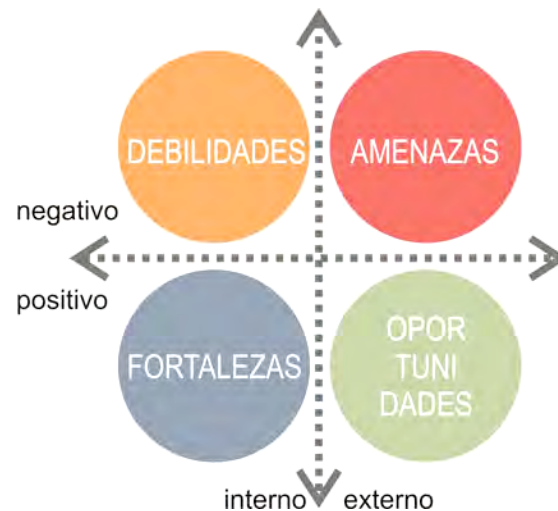 DEBILIDADES
AMENAZAS
negativo
positivo
FORTALEZAS
OPOR
TUNI
DADES
interno
externo